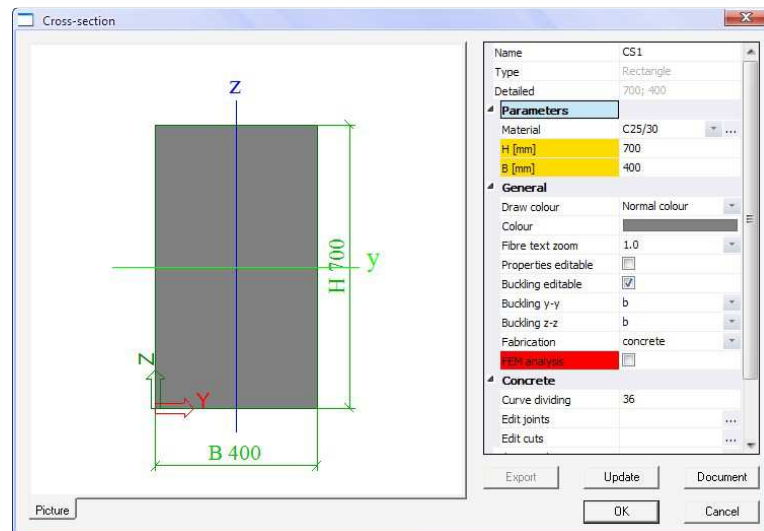 Cross-section
z
y
H 700
Z
Y
B 400
Picture
Name CS1
Type Rectangle
Detailed 700; 400
Parameters
Material C25/30 ...
H [mm] 700
B [mm] 400
General
Draw colour Normal colour
Colour
Fibre text zoom 1.0
Properties editable
Buckling editable
Buckling y-y b
Buckling z-z b
Fabrication concrete
FEM analysis
Concrete
Curve dividing 36
Edit joints ...
Edit cuts ...
Export Update Document
OK Cancel